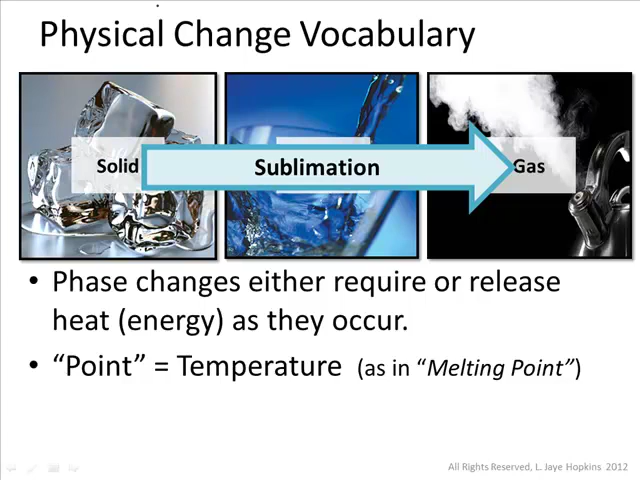 Physical Change Vocabulary
Solid
Sublimation
Gas
• Phase changes either require or release
heat (energy) as they occur.
• “Point” = Temperature (as in “Melting Point”)
All Rights Reserved, L. Jaye Hopkins 2012